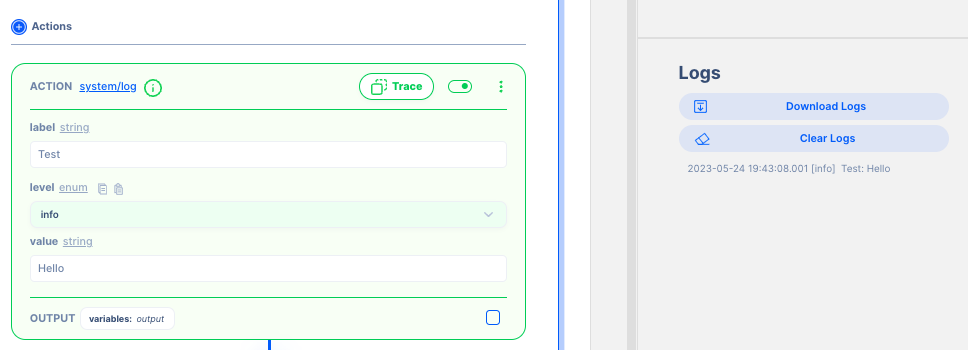 Actions
ACTION system/log
Trace
label string
Test
level enum
info
value string
Hello
OUTPUT variables: output
Logs
Download Logs
Clear Logs
2023-05-24 19:43:08.001 [info] Test: Hello